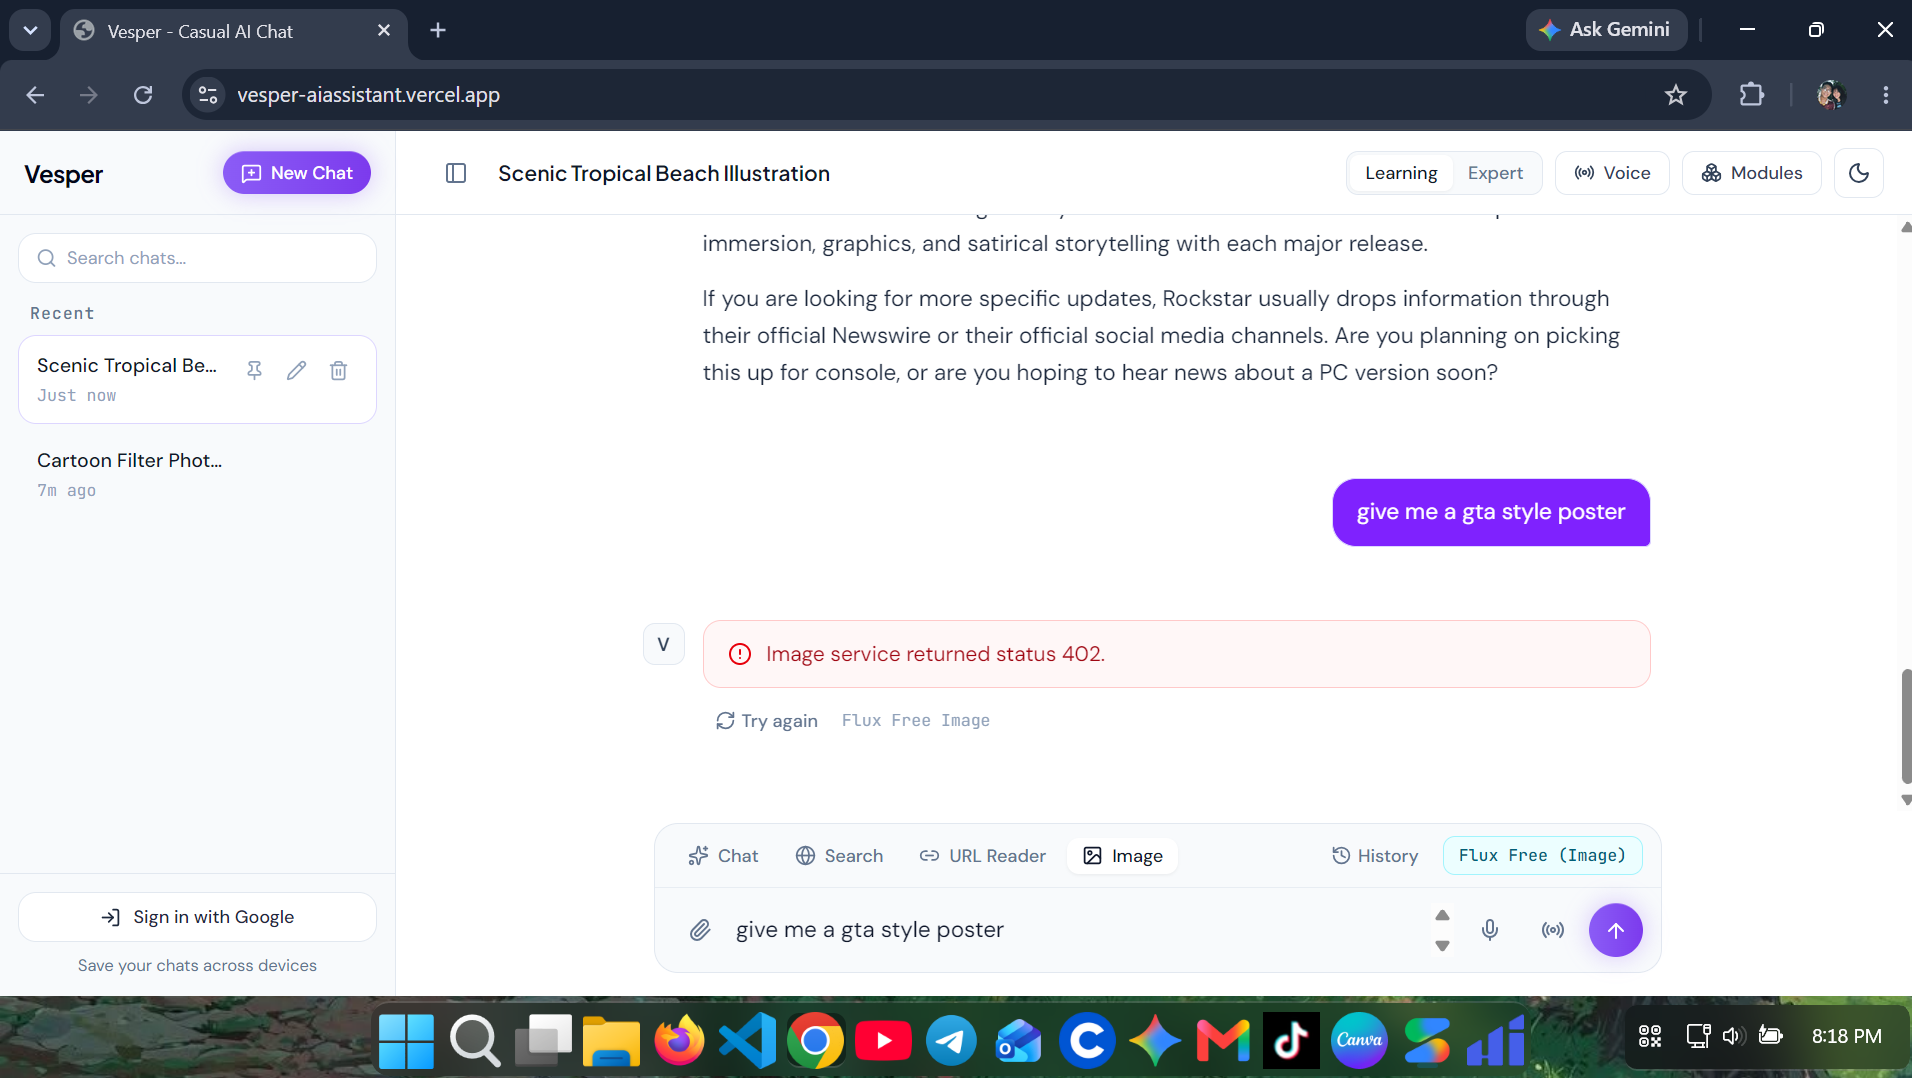 Vesper - Casual AI Chat
Ask Gemini
vesper-aiassistant.vercel.app
Vesper
New Chat
Scenic Tropical Beach Illustration
Learning
Expert
Voice
Modules
Search chats...
Recent
Scenic Tropical Be...
Just now
Cartoon Filter Phot...
7m ago
immersion, graphics, and satirical storytelling with each major release.
If you are looking for more specific updates, Rockstar usually drops information through
their official Newswire or their official social media channels. Are you planning on picking
this up for console, or are you hoping to hear news about a PC version soon?
give me a gta style poster
V
Image service returned status 402.
Try again
Flux Free Image
Chat
Search
URL Reader
Image
History
Flux Free (Image)
give me a gta style poster
Sign in with Google
Save your chats across devices
Canva
8:18 PM